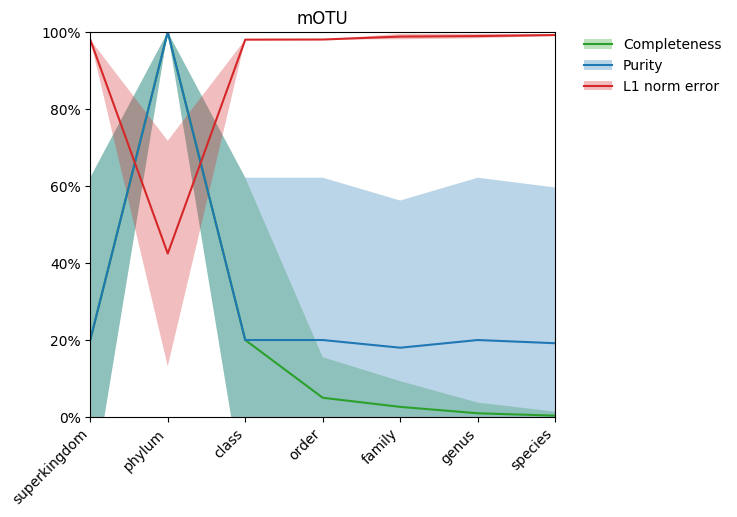 mOTU
100%
80%
60%
40%
20%
0%
superkingdom
phylum
class
order
family
genus
species
Completeness
Purity
L1 norm error